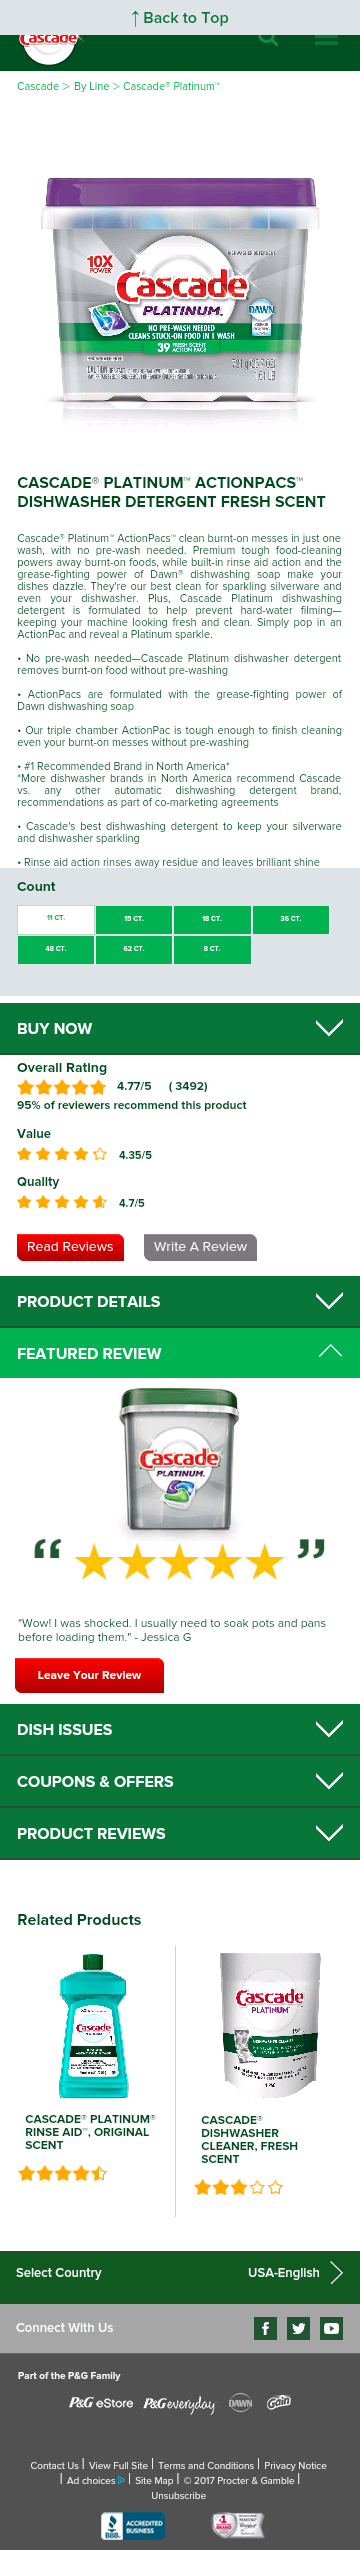 ↑ Back to Top
Cascade
Cascade > By Line > Cascade® Platinum™
10X
POWER*
DISHWASHER DETERGENT
Cascade
PLATINUM.
DAWN
NO PRE-WASH NEEDED
CLEANS STUCK-ON FOOD IN 1 WASH
39 FRESH SCENT
ACTION PACS
CASCADE® PLATINUM™ ACTIONPACS™
DISHWASHER DETERGENT FRESH SCENT
Cascade® Platinum™ ActionPacs™ clean burnt-on messes in just one
wash, with no pre-wash needed. Premium tough food-cleaning
powers away burnt-on foods, while built-in rinse aid action and the
grease-fighting power of Dawn® dishwashing soap make your
dishes dazzle. They're our best clean for sparkling silverware and
even your dishwasher. Plus, Cascade Platinum dishwashing
detergent is formulated to help prevent hard-water filming—
keeping your machine looking fresh and clean. Simply pop in an
ActionPac and reveal a Platinum sparkle.
• No pre-wash needed—Cascade Platinum dishwasher detergent
removes burnt-on food without pre-washing
• ActionPacs are formulated with the grease-fighting power of
Dawn dishwashing soap
• Our triple chamber ActionPac is tough enough to finish cleaning
even your burnt-on messes without pre-washing
• #1 Recommended Brand in North America*
*More dishwasher brands in North America recommend Cascade
vs. any other automatic dishwashing detergent brand,
recommendations as part of co-marketing agreements
• Cascade's best dishwashing detergent to keep your silverware
and dishwasher sparkling
• Rinse aid action rinses away residue and leaves brilliant shine
Count
11 CT. 15 CT. 18 CT. 36 CT.
48 CT. 62 CT. 8 CT.
BUY NOW
Overall Rating
4.77/5 ( 3492)
95% of reviewers recommend this product
Value
4.35/5
Quality
4.7/5
Read Reviews Write A Review
PRODUCT DETAILS
FEATURED REVIEW
Cascade
PLATINUM.
“ ”
"Wow! I was shocked. I usually need to soak pots and pans
before loading them." - Jessica G
Leave Your Review
DISH ISSUES
COUPONS & OFFERS
PRODUCT REVIEWS
Related Products
Cascade
Cascade
PLATINUM
DISHWASHER CLEANER
CASCADE® PLATINUM®
RINSE AID™, ORIGINAL
SCENT
CASCADE®
DISHWASHER
CLEANER, FRESH
SCENT
Select Country USA-English
Connect With Us
Part of the P&G Family
P&G eStore P&G everyday DAWN Gain
Contact Us | View Full Site | Terms and Conditions | Privacy Notice
| Ad choices | Site Map | © 2017 Procter & Gamble |
Unsubscribe
BBB. ACCREDITED
BUSINESS
#1 BRAND